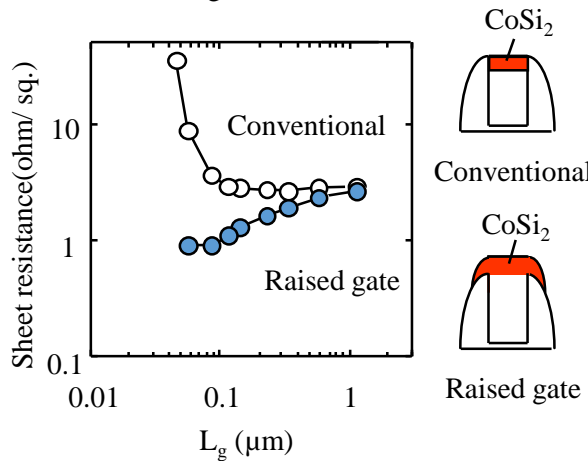 CoSi₂
Conventional
CoSi₂
Raised gate
Sheet resistance(ohm/ sq.)
10
1
0.1
Conventional
Raised gate
0.01
0.1
1
L_g (µm)